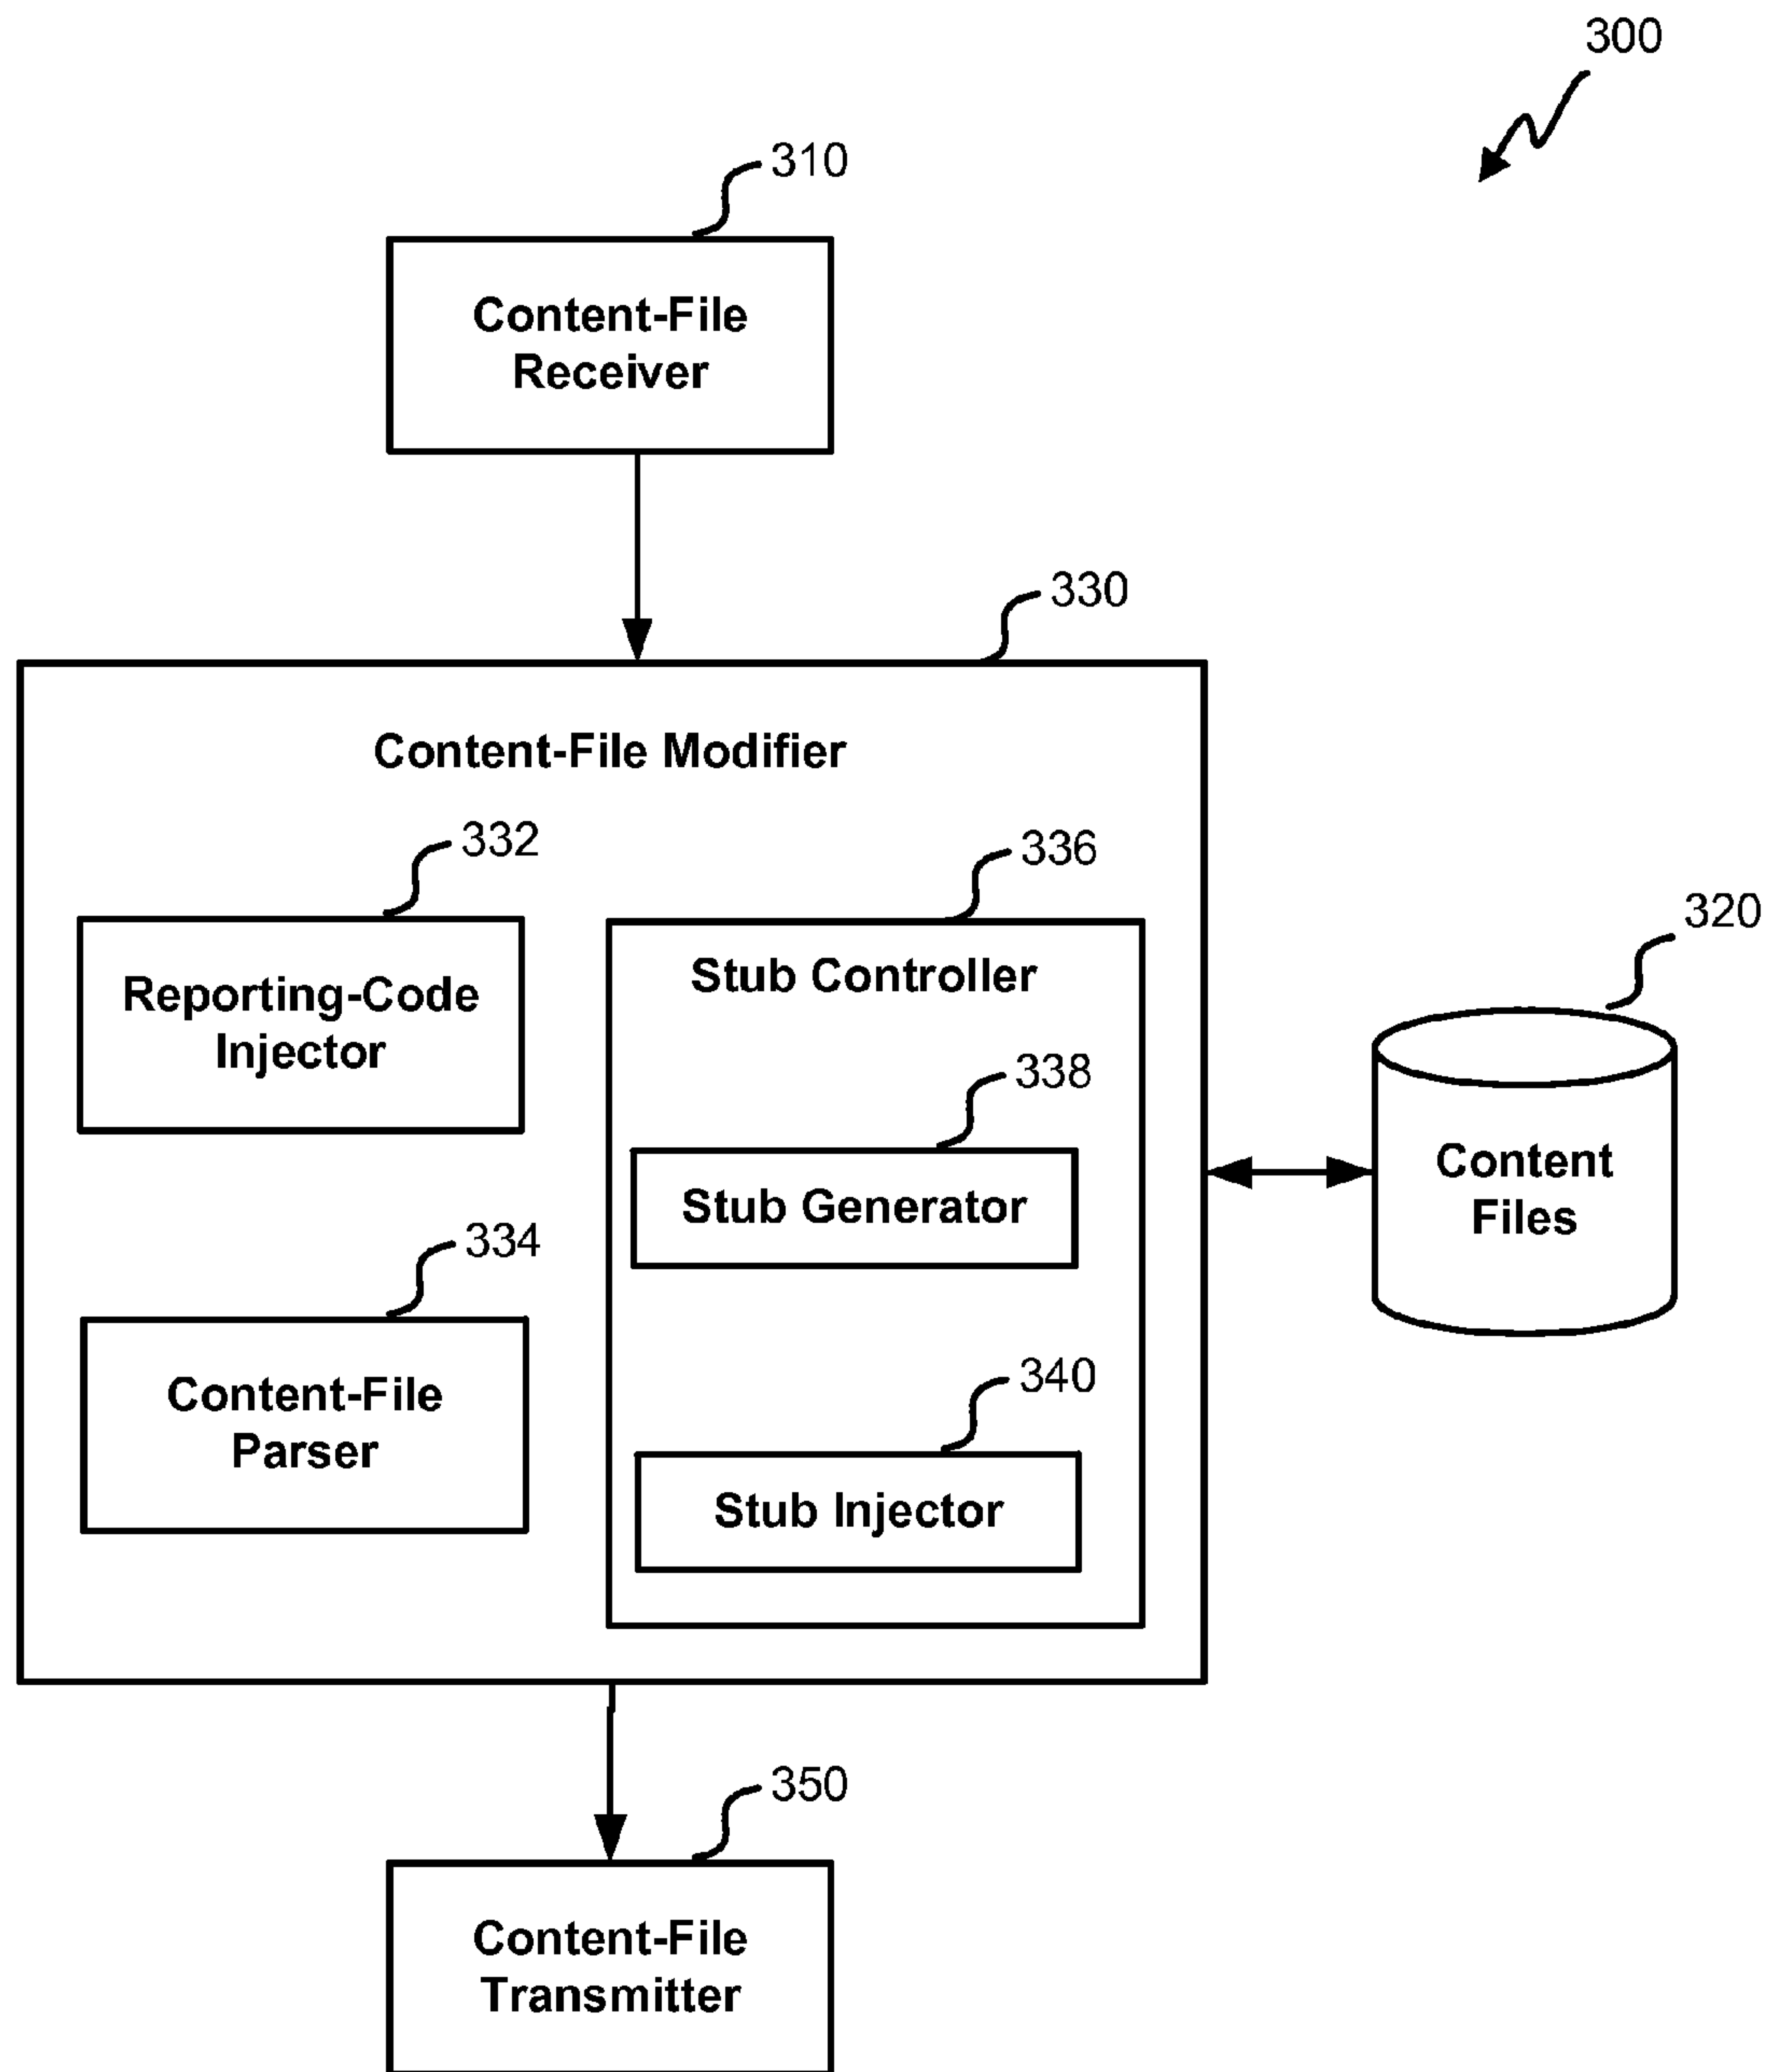 300
310
Content-File
Receiver
330
Content-File Modifier
332
336
320
Reporting-Code
Injector
Stub Controller
338
Stub Generator
Content
Files
334
Content-File
Parser
340
Stub Injector
350
Content-File
Transmitter